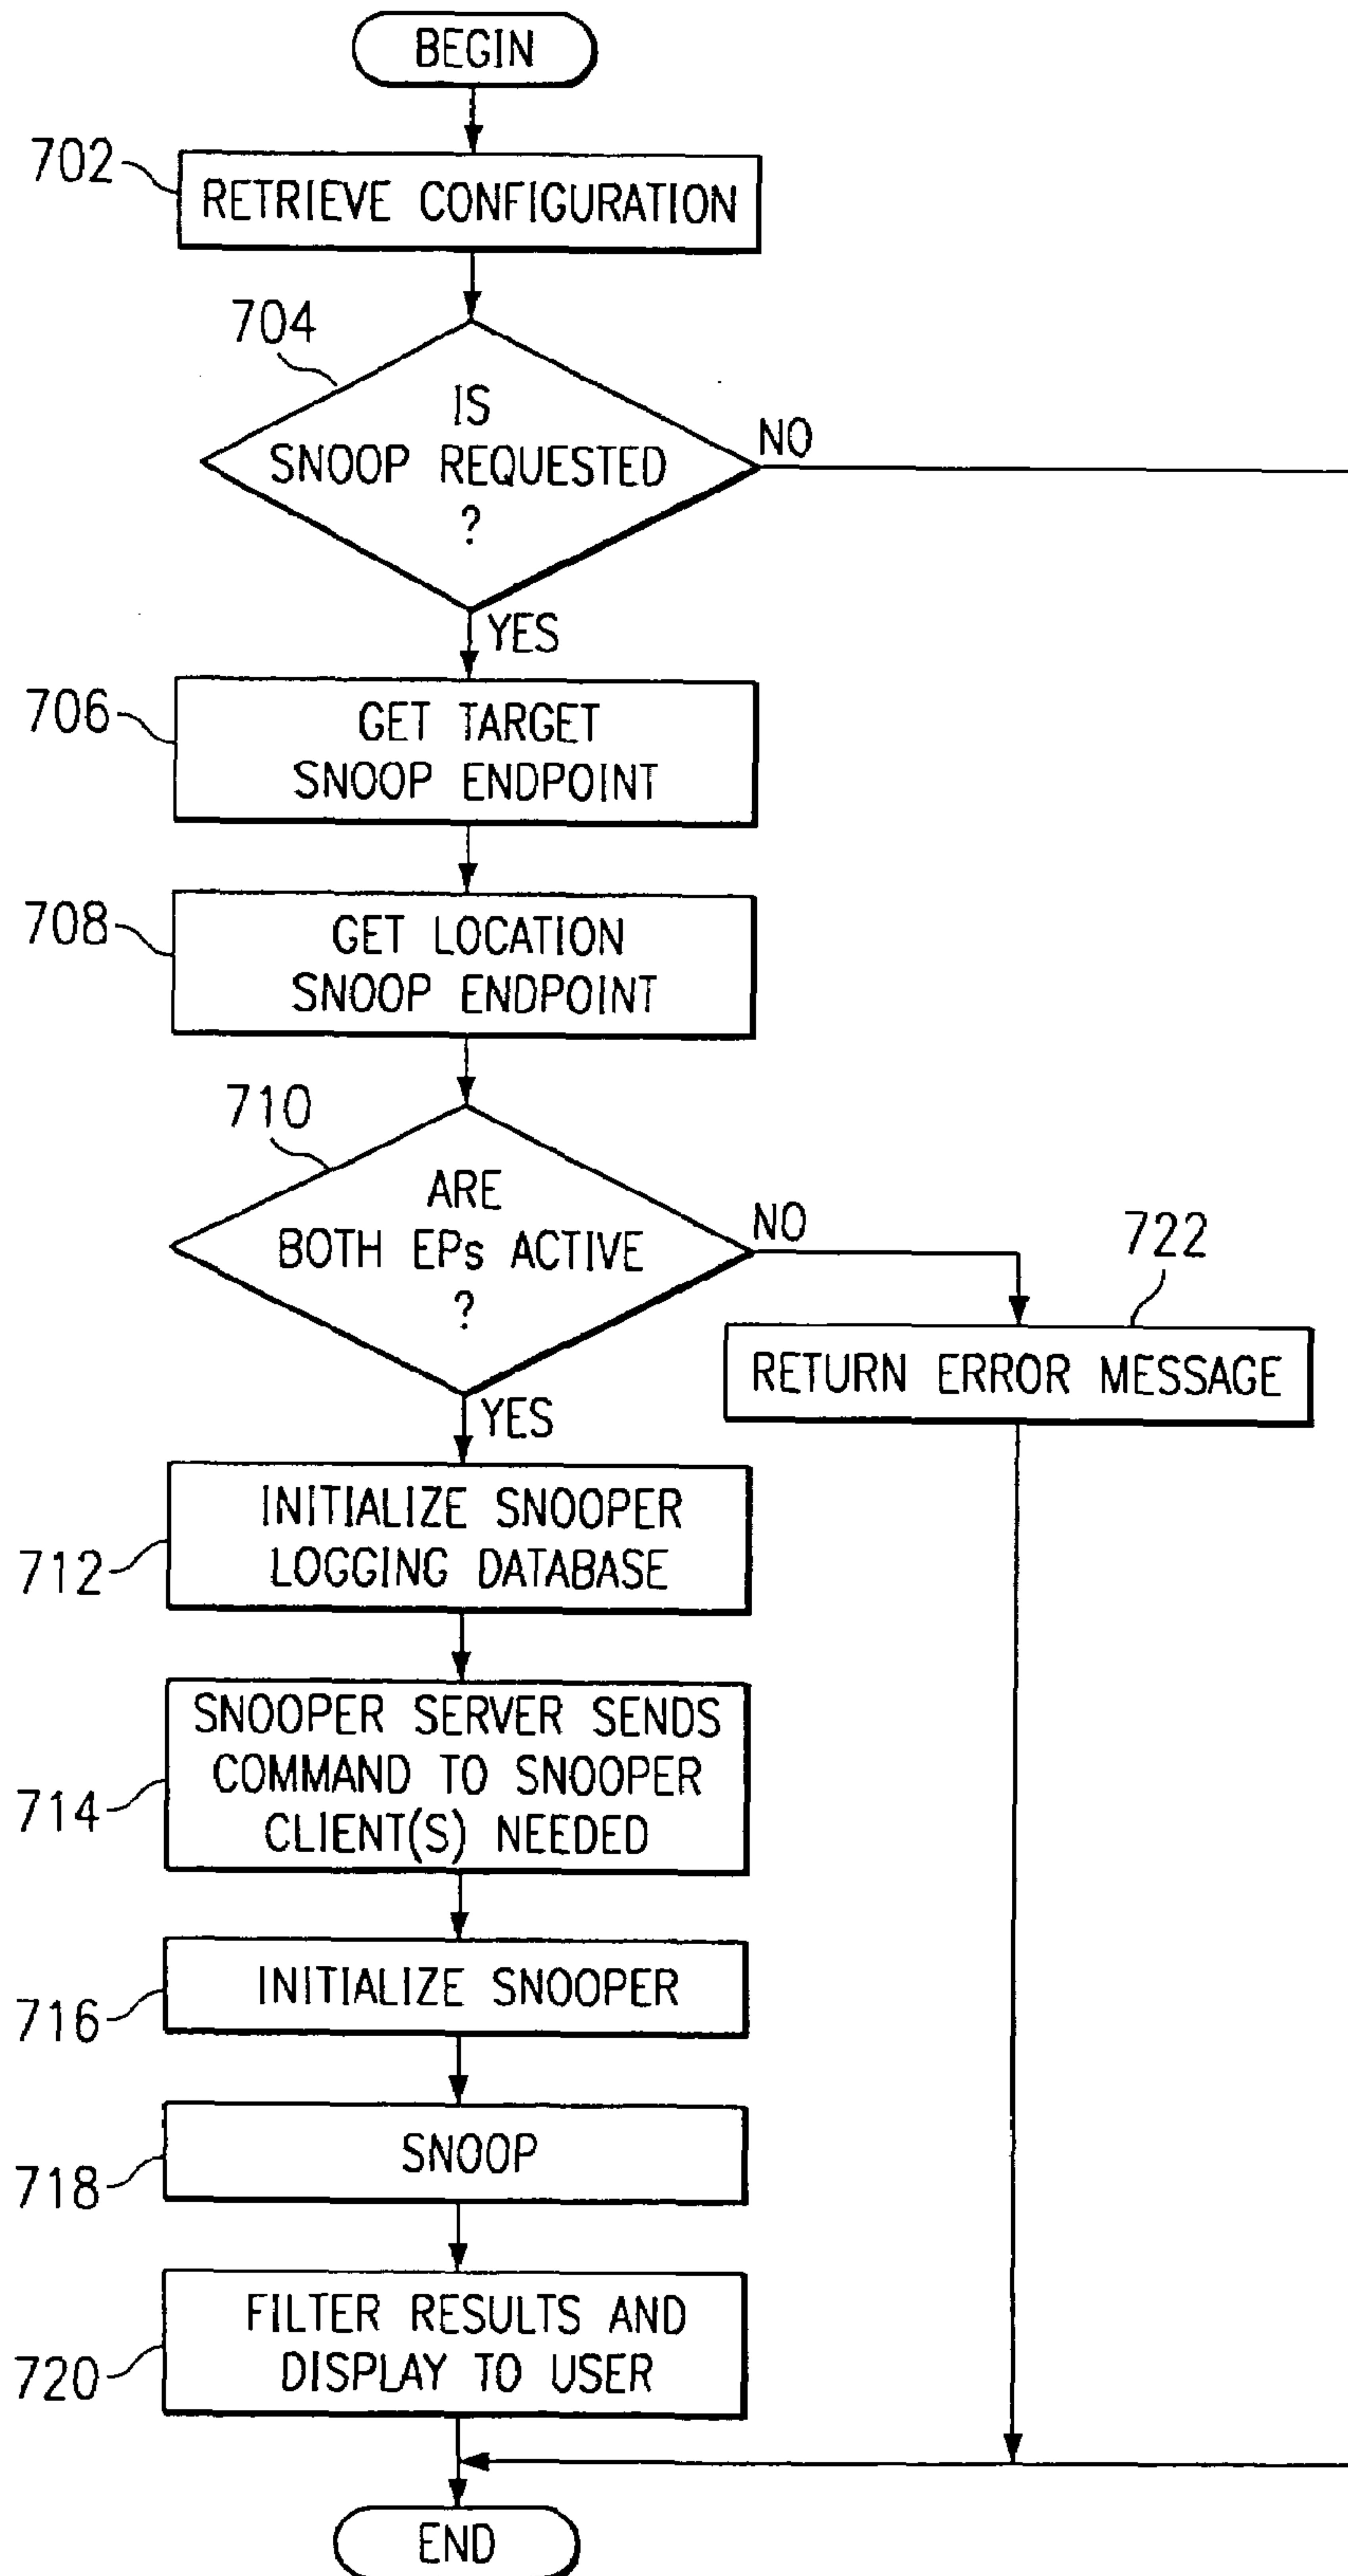 BEGIN
702
RETRIEVE CONFIGURATION
704
IS
SNOOP REQUESTED
?
NO
YES
706
GET TARGET
SNOOP ENDPOINT
708
GET LOCATION
SNOOP ENDPOINT
710
ARE
BOTH EPs ACTIVE
?
NO
722
RETURN ERROR MESSAGE
YES
712
INITIALIZE SNOOPER
LOGGING DATABASE
714
SNOOPER SERVER SENDS
COMMAND TO SNOOPER
CLIENT(S) NEEDED
716
INITIALIZE SNOOPER
718
SNOOP
720
FILTER RESULTS AND
DISPLAY TO USER
END